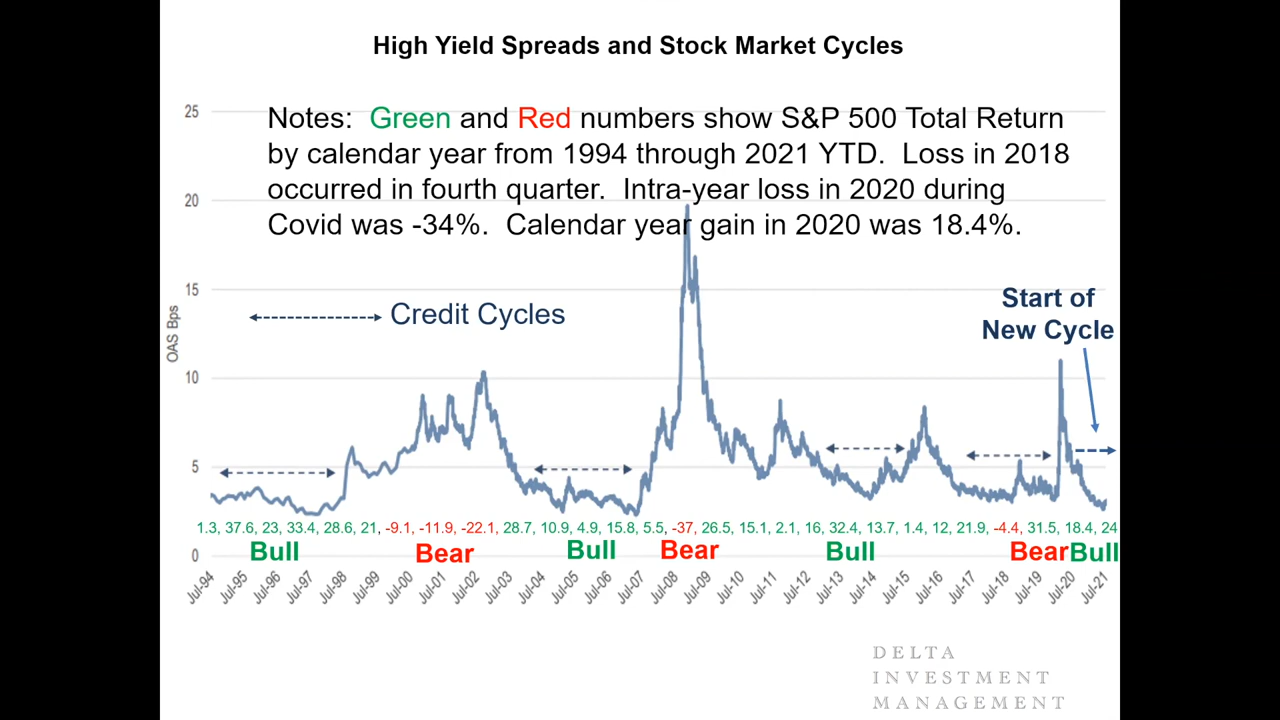 High Yield Spreads and Stock Market Cycles
Notes: Green and Red numbers show S&P 500 Total Return
by calendar year from 1994 through 2021 YTD. Loss in 2018
occurred in fourth quarter. Intra-year loss in 2020 during
Covid was -34%. Calendar year gain in 2020 was 18.4%.
25
20
15
10
5
0
OAS Bps
Credit Cycles
Start of
New Cycle
1.3, 37.6, 23, 33.4, 28.6, 21, -9.1, -11.9, -22.1, 28.7, 10.9, 4.9, 15.8, 5.5, -37, 26.5, 15.1, 2.1, 16, 32.4, 13.7, 1.4, 12, 21.9, -4.4, 31.5, 18.4, 24
Bull Bear Bull Bear Bull Bear Bull
Jul-94 Jul-95 Jul-96 Jul-97 Jul-98 Jul-99 Jul-00 Jul-01 Jul-02 Jul-03 Jul-04 Jul-05 Jul-06 Jul-07 Jul-08 Jul-09 Jul-10 Jul-11 Jul-12 Jul-13 Jul-14 Jul-15 Jul-16 Jul-17 Jul-18 Jul-19 Jul-20 Jul-21
DELTA
INVESTMENT
MANAGEMENT